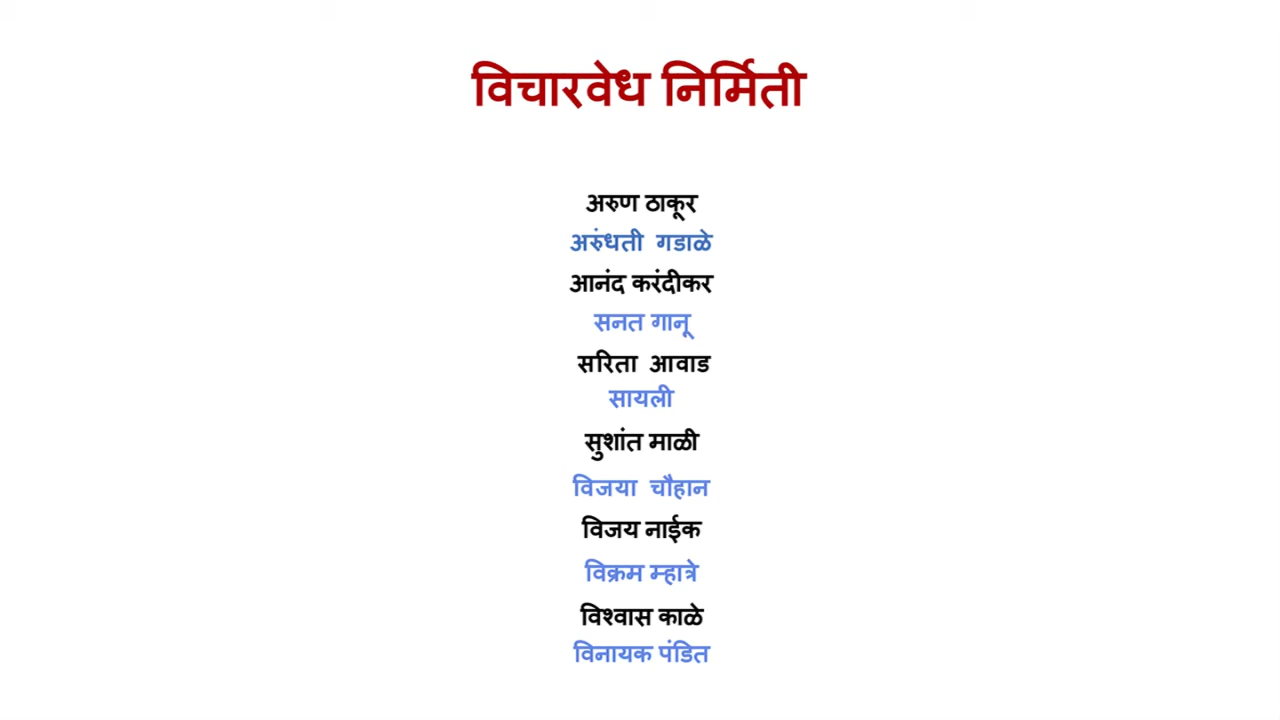 विचारवेध निर्मिती
अरुण ठाकूर
अरुंधती गडाळे
आनंद करंदीकर
सनत गानू
सरिता आवाड
सायली
सुशांत माळी
विजया चौहान
विजय नाईक
विक्रम म्हात्रे
विश्वास काळे
विनायक पंडित